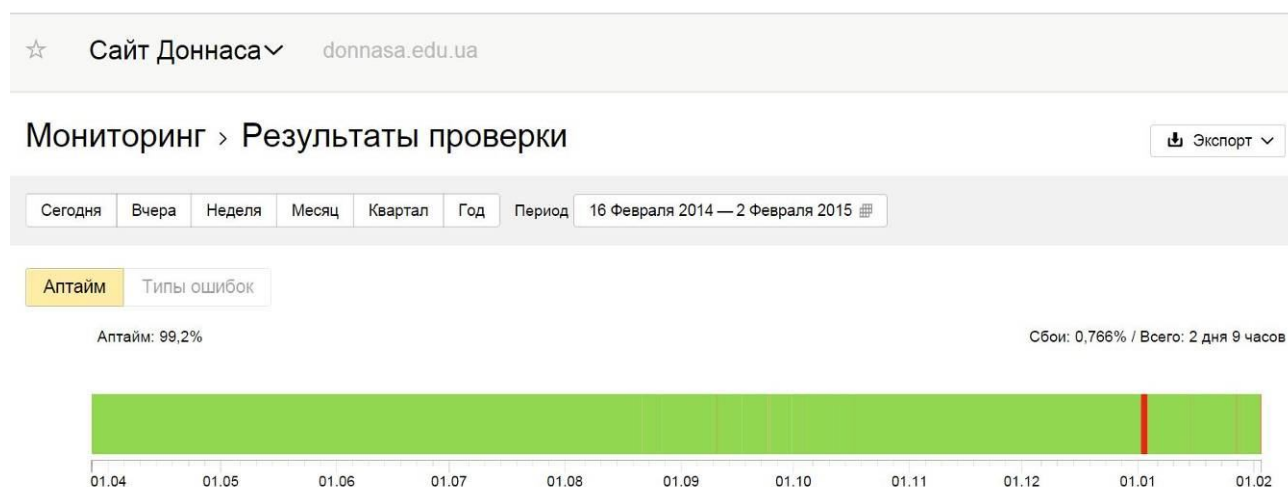 Сайт Доннаса donnasa.edu.ua
Мониторинг › Результаты проверки
Экспорт
Сегодня Вчера Неделя Месяц Квартал Год Период 16 Февраля 2014 — 2 Февраля 2015
Аптайм Типы ошибок
Аптайм: 99,2% Сбои: 0,766% / Всего: 2 дня 9 часов
01.04 01.05 01.06 01.07 01.08 01.09 01.10 01.11 01.12 01.01 01.02